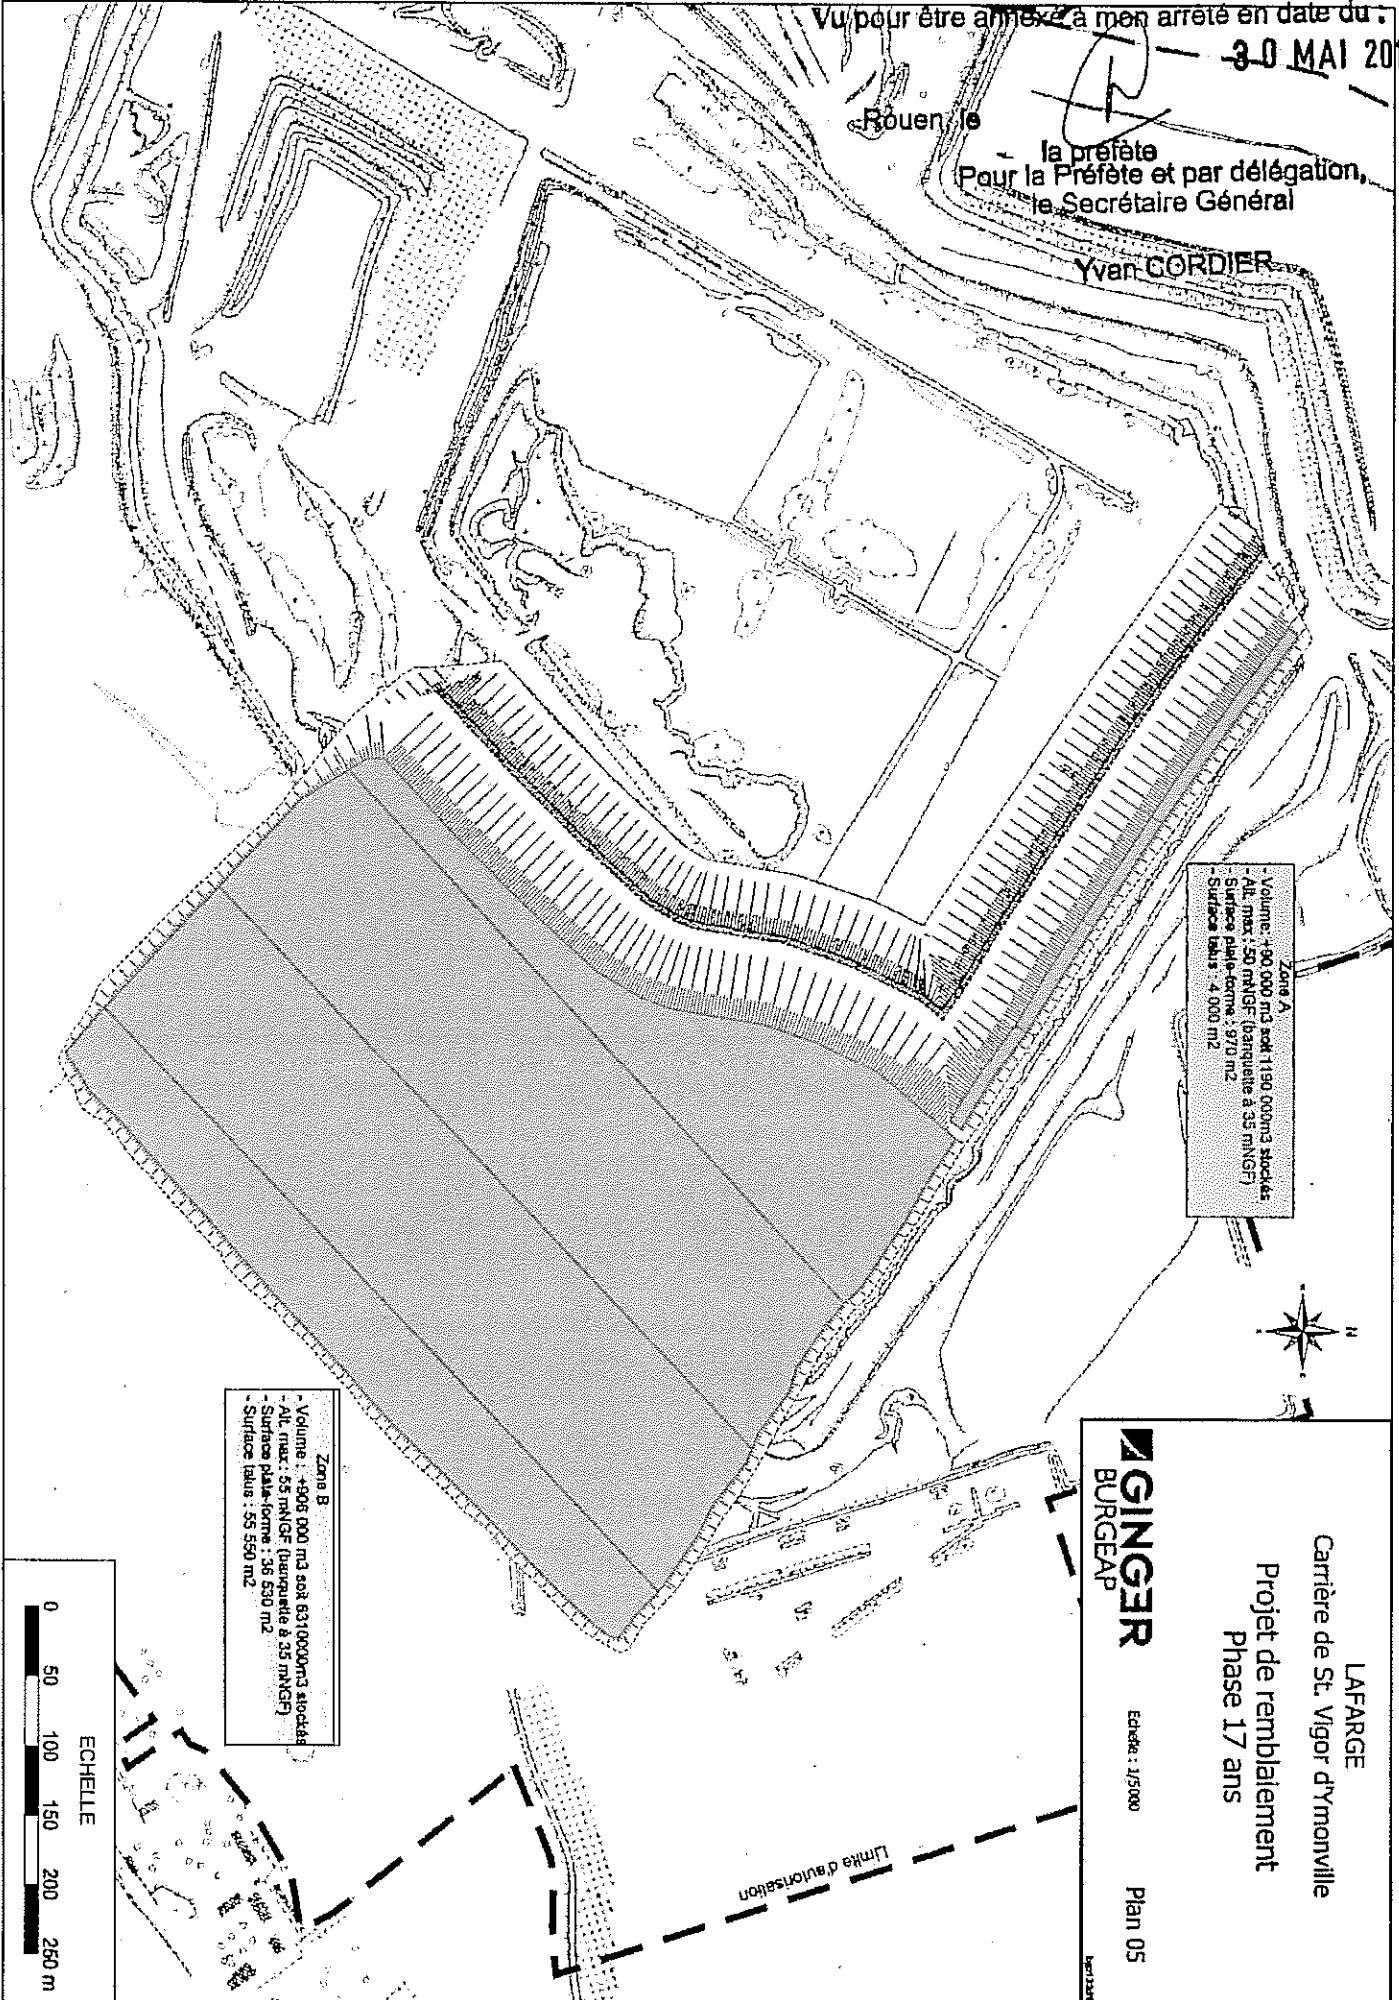 Vu pour être annexé à mon arrêté en date du :
30 MAI 20
Rouen, le
la préfète
Pour la Préfète et par délégation,
le Secrétaire Général
Yvan CORDIER
Zone A
- Volume : +90 000 m3 soit 1190 000m3 stockés
- Alt. max : 50 mNGF (banquette à 35 mNGF)
- Surface plate-forme : 970 m2
- Surface talus : 4 000 m2
N
LAFARGE
Carrière de St. Vigor d'Ymonville
Projet de remblaiement
Phase 17 ans
GINGER
BURGEAP
Echelle : 1/5000
Plan 05
Zone B
- Volume : +906 000 m3 soit 6310000m3 stockés
- Alt. max : 55 mNGF (banquette à 35 mNGF)
- Surface plate-forme : 36 530 m2
- Surface talus : 55 550 m2
Limite d'autorisation
ECHELLE
0 50 100 150 200 250 m